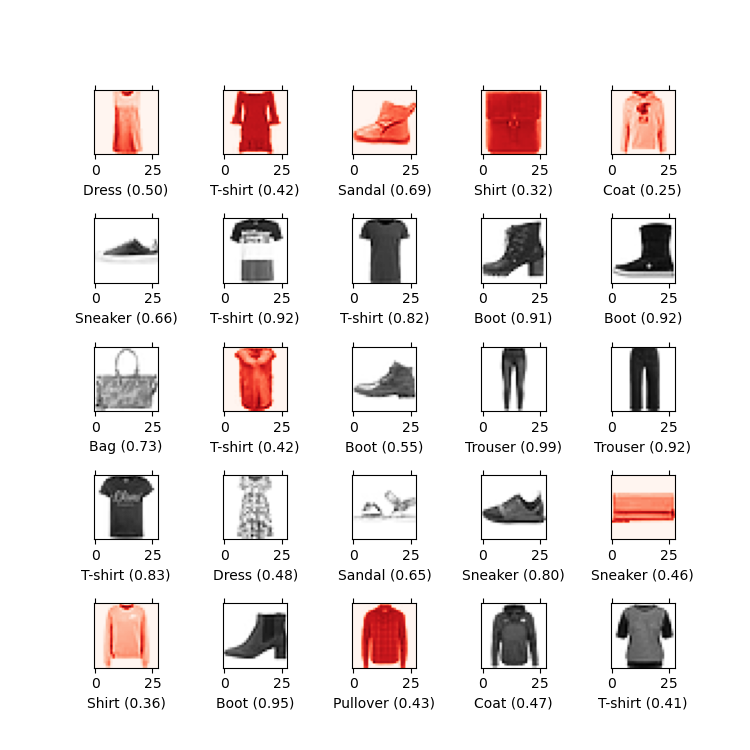 0 25 0 25 0 25 0 25 0 25
Dress (0.50) T-shirt (0.42) Sandal (0.69) Shirt (0.32) Coat (0.25)
0 25 0 25 0 25 0 25 0 25
Sneaker (0.66) T-shirt (0.92) T-shirt (0.82) Boot (0.91) Boot (0.92)
0 25 0 25 0 25 0 25 0 25
Bag (0.73) T-shirt (0.42) Boot (0.55) Trouser (0.99) Trouser (0.92)
0 25 0 25 0 25 0 25 0 25
T-shirt (0.83) Dress (0.48) Sandal (0.65) Sneaker (0.80) Sneaker (0.46)
0 25 0 25 0 25 0 25 0 25
Shirt (0.36) Boot (0.95) Pullover (0.43) Coat (0.47) T-shirt (0.41)